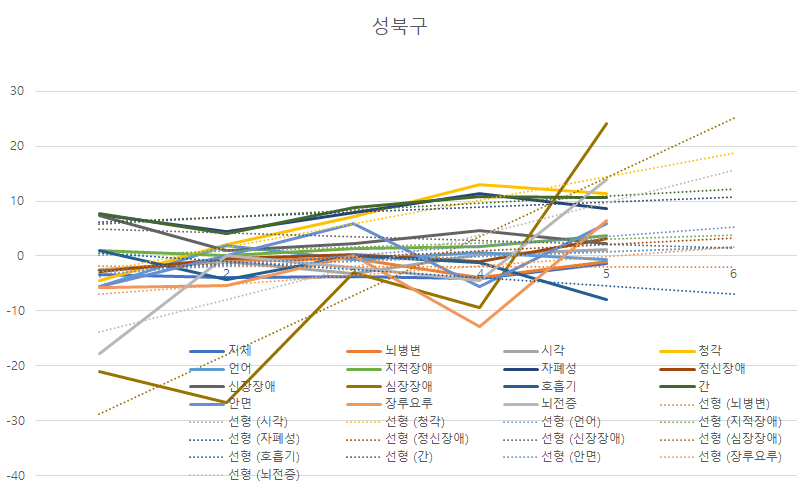 성북구
30
20
10
0
-10
-20
-30
-40
1 2 3 4 5 6
지체 뇌병변 시각 청각
언어 지적장애 자폐성 정신장애
신장장애 심장장애 호흡기 간
안면 장루요루 뇌전증 선형 (뇌병변)
선형 (시각) 선형 (청각) 선형 (언어) 선형 (지적장애)
선형 (자폐성) 선형 (정신장애) 선형 (신장장애) 선형 (심장장애)
선형 (호흡기) 선형 (간) 선형 (안면) 선형 (장루요루)
선형 (뇌전증)